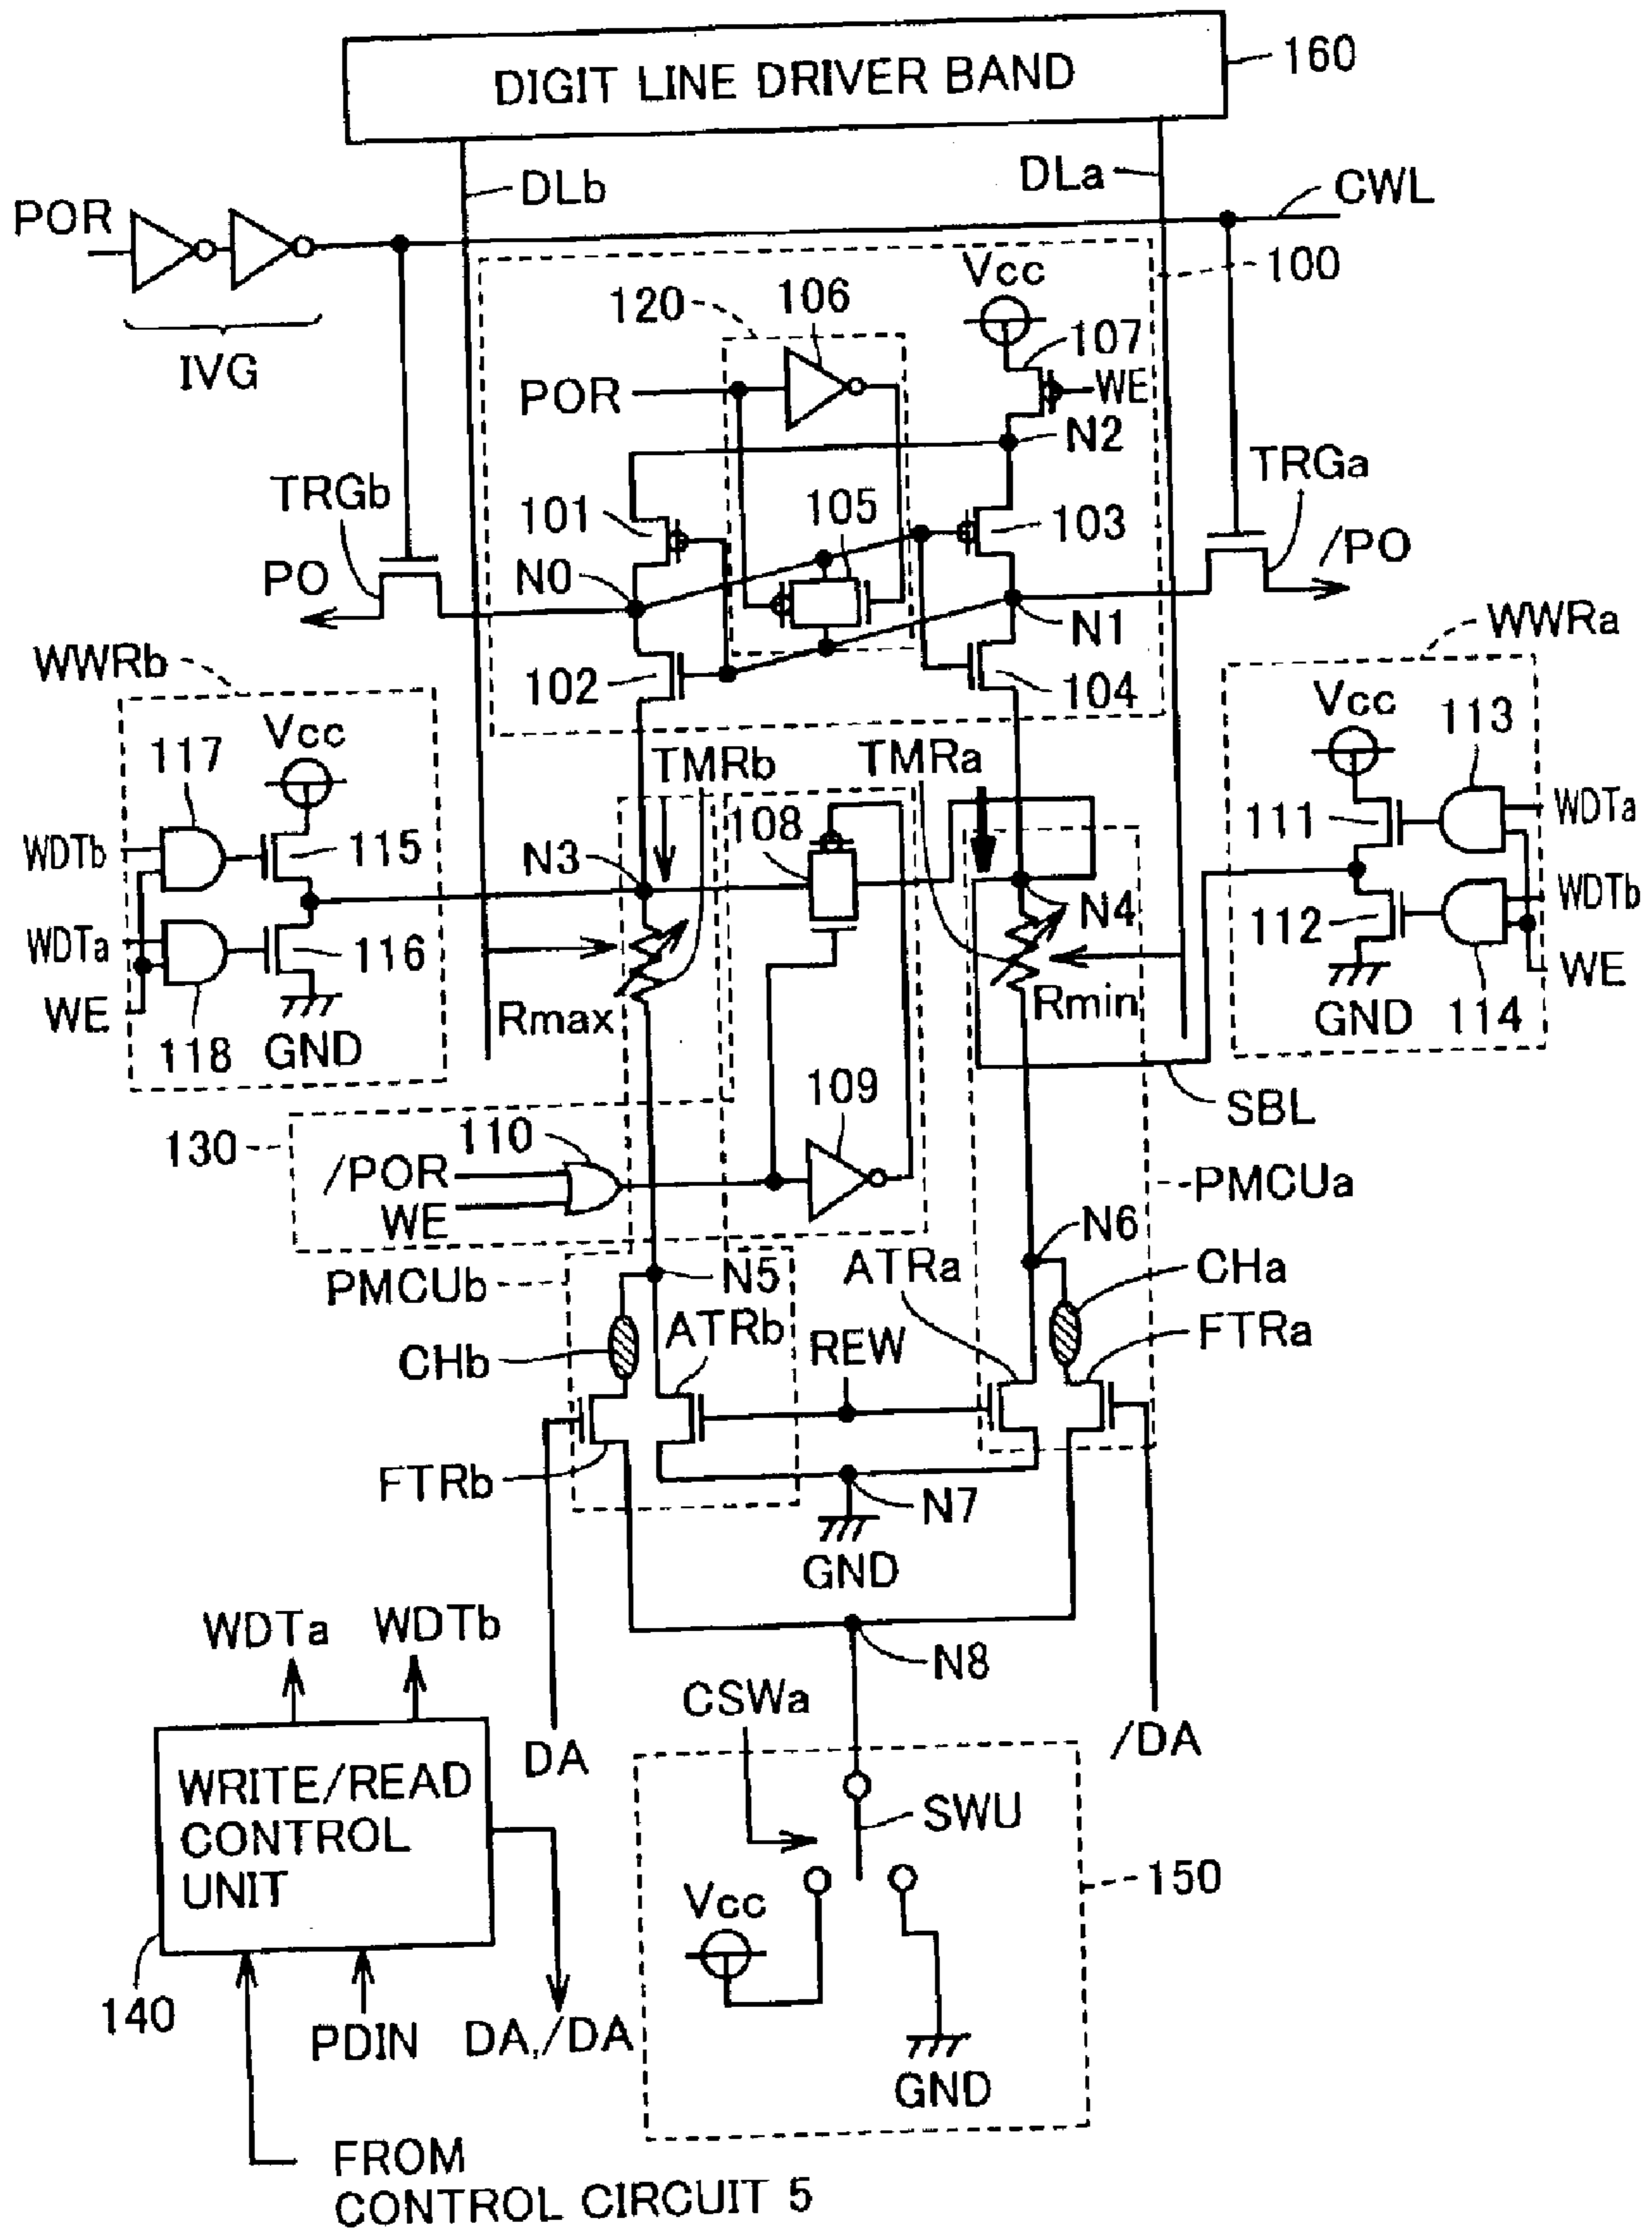 DIGIT LINE DRIVER BAND
160
DLb
DLa
CWL
POR
IVG
100
Vcc
120
106
107
POR
WE
N2
TRGb
TRGa
101
105
103
PO
N0
/PO
N1
WWRa
WWRb
102
104
Vcc
113
117
Vcc
TMRb
TMRa
WDTa
108
111
WDTb
115
N3
WDTb
N4
112
WDTa
116
WE
WE
Rmax
Rmin
GND
114
118
GND
109
SBL
110
130
/POR
PMCUa
WE
N6
PMCUb
N5
ATRa
CHa
ATRb
REW
FTRa
CHb
FTRb
N7
GND
WDTa
WDTb
N8
CSWa
DA
/DA
WRITE/READ
CONTROL
UNIT
SWU
150
Vcc
140
PDIN
DA,/DA
GND
FROM
CONTROL CIRCUIT 5